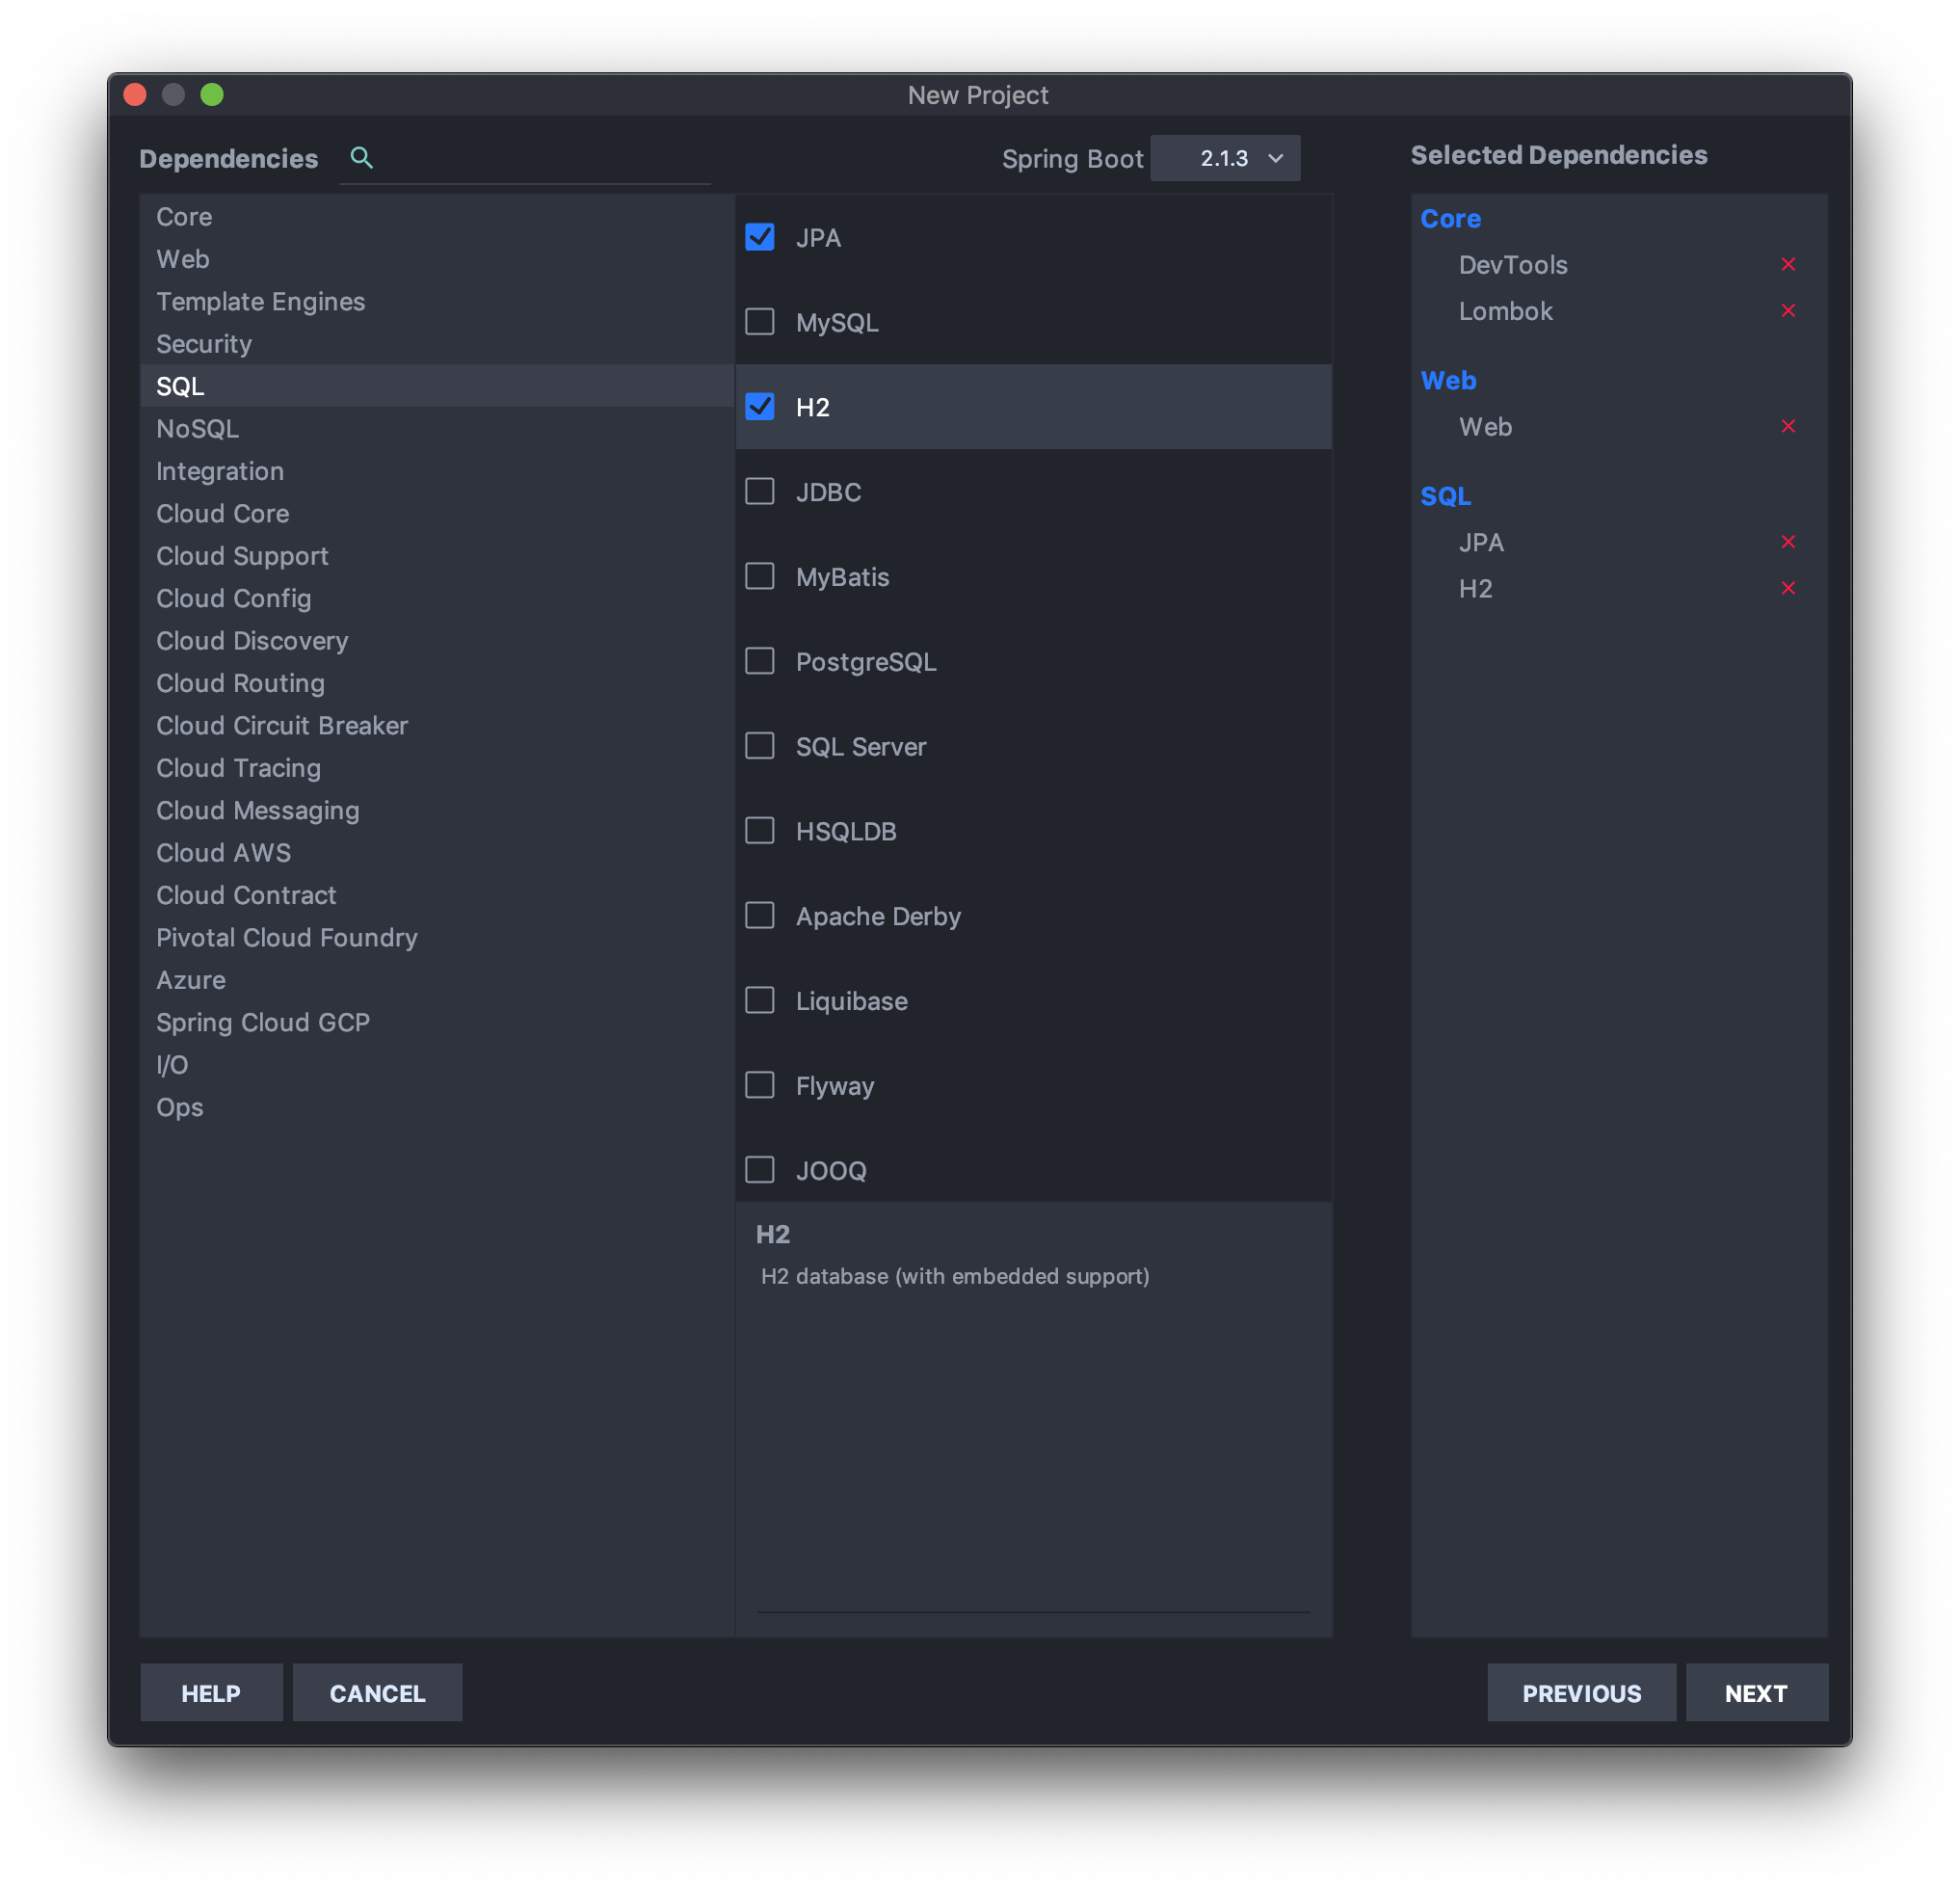 New Project
Dependencies
Spring Boot 2.1.3
Selected Dependencies
Core
Web
Template Engines
Security
SQL
NoSQL
Integration
Cloud Core
Cloud Support
Cloud Config
Cloud Discovery
Cloud Routing
Cloud Circuit Breaker
Cloud Tracing
Cloud Messaging
Cloud AWS
Cloud Contract
Pivotal Cloud Foundry
Azure
Spring Cloud GCP
I/O
Ops
JPA
MySQL
H2
JDBC
MyBatis
PostgreSQL
SQL Server
HSQLDB
Apache Derby
Liquibase
Flyway
JOOQ
H2
H2 database (with embedded support)
Core
DevTools
Lombok
Web
Web
SQL
JPA
H2
HELP
CANCEL
PREVIOUS
NEXT